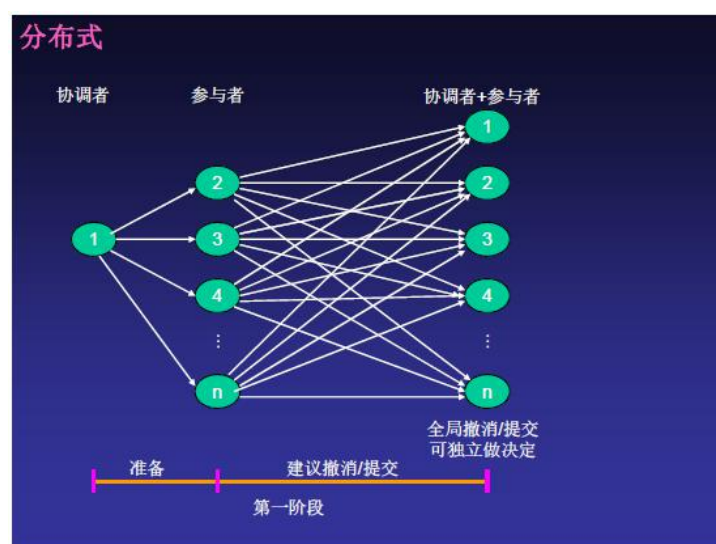 分布式
协调者 参与者 协调者+参与者
1
2 2
1 3 3
4 4
⋮ ⋮
n n
全局撤消/提交
可独立做决定
准备 建议撤消/提交
第一阶段